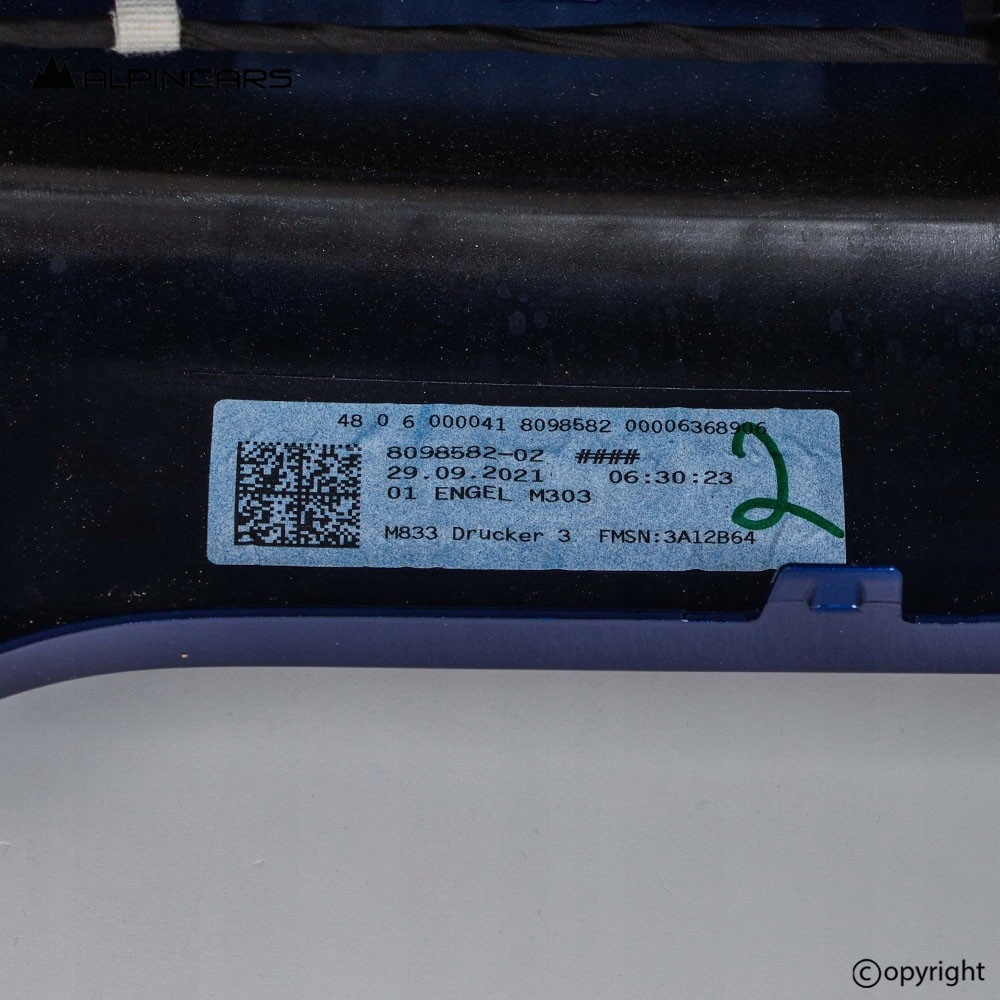 ALPINCARS
48 0 6 000041 8098582 00006368906
8098582-02 ####
29.09.2021 06:30:23
01 ENGEL M303
M833 Drucker 3 FMSN:3A12B64
2
©opyright